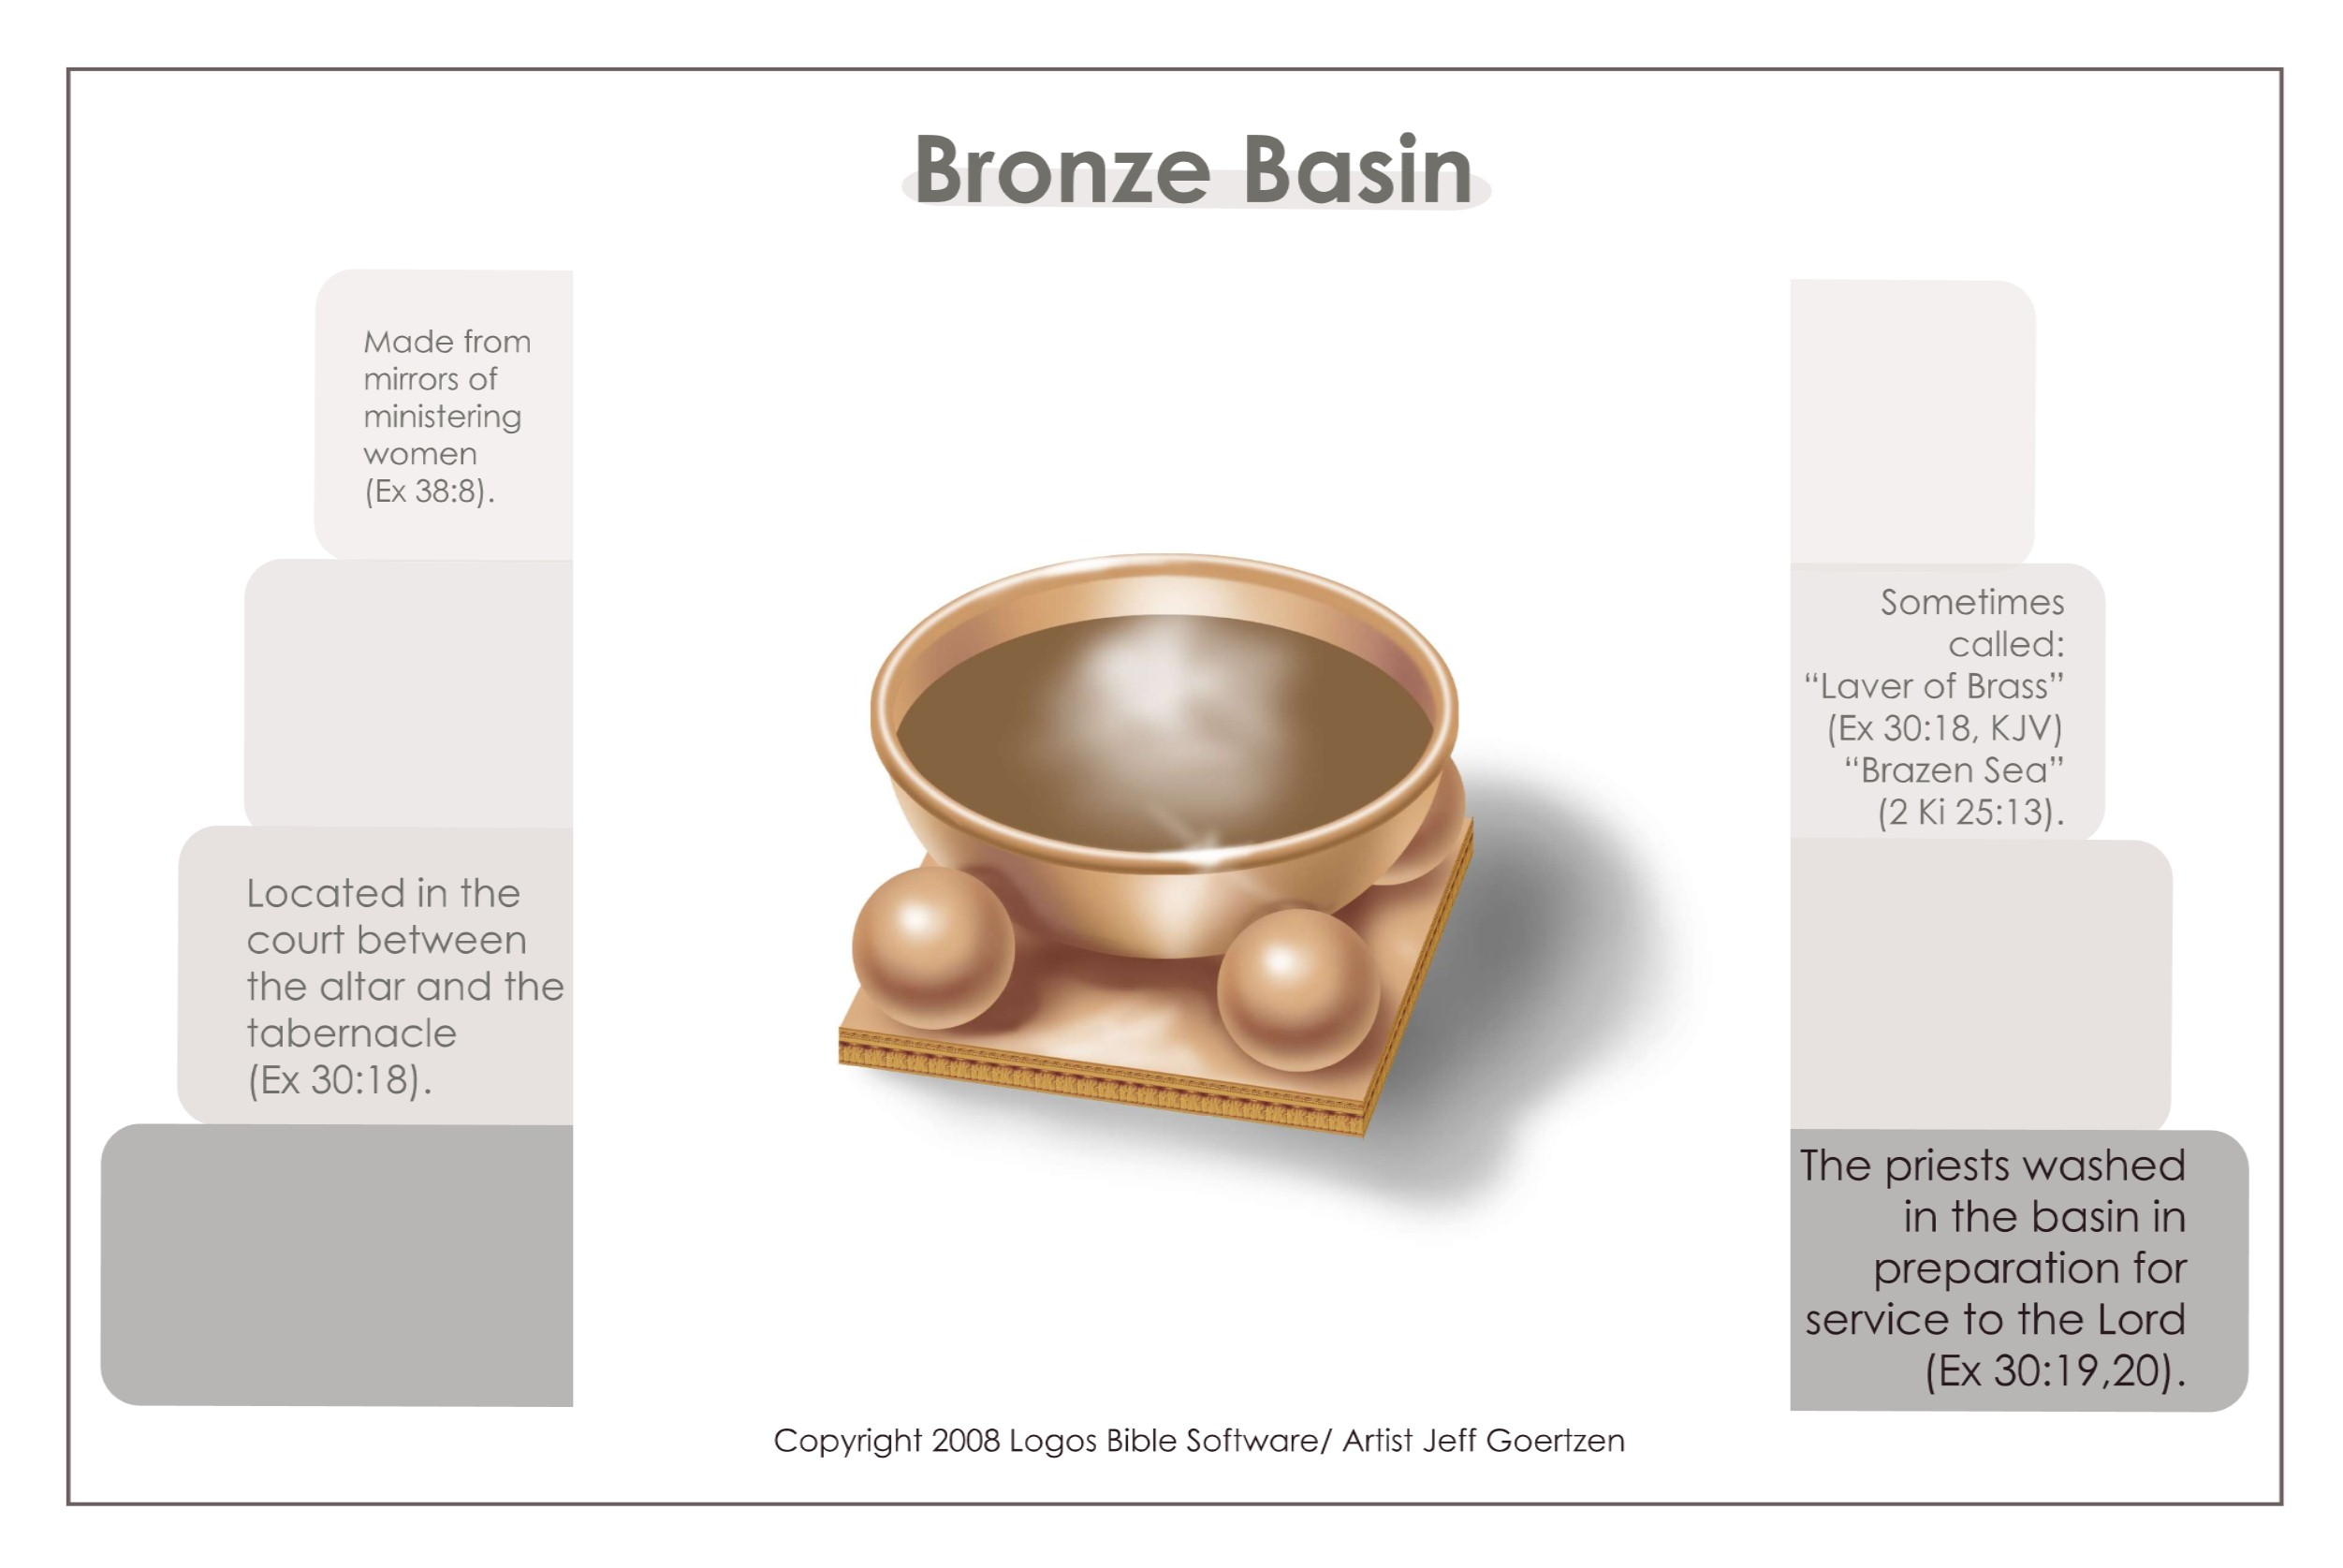 Bronze Basin
Made from
mirrors of
ministering
women
(Ex 38:8).
Sometimes
called:
“Laver of Brass”
(Ex 30:18, KJV)
“Brazen Sea”
(2 Ki 25:13).
Located in the
court between
the altar and the
tabernacle
(Ex 30:18).
The priests washed
in the basin in
preparation for
service to the Lord
(Ex 30:19,20).
Copyright 2008 Logos Bible Software/ Artist Jeff Goertzen